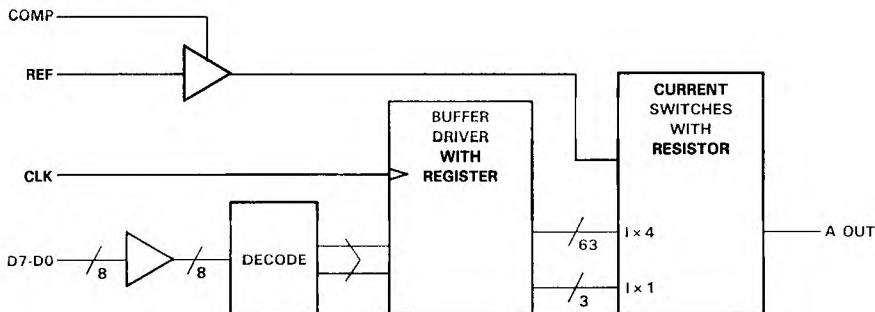 COMP
REF
CLK
D7-D0
8
8
DECODE
BUFFER
DRIVER
WITH
REGISTER
63
3
CURRENT
SWITCHES
WITH
RESISTOR
I × 4
I × 1
A OUT